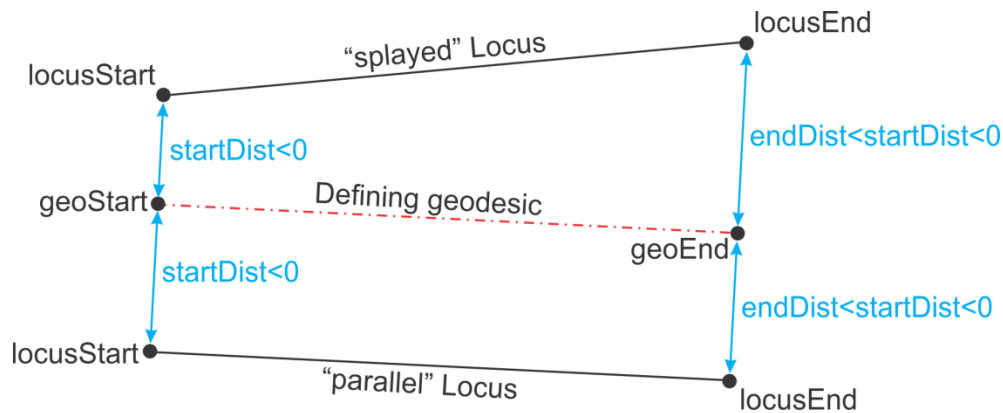 locusEnd
“splayed” Locus
locusStart
startDist<0
endDist<startDist<0
geoStart
Defining geodesic
geoEnd
startDist<0
endDist<startDist<0
locusStart
“parallel” Locus
locusEnd